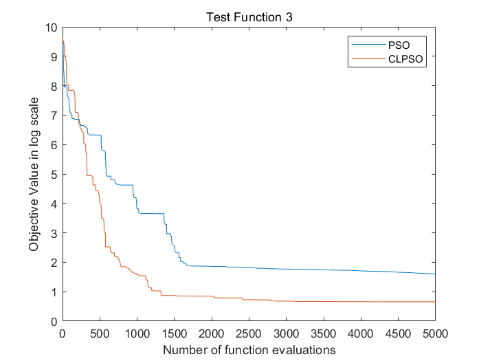 Test Function 3
10
9
8
7
6
5
4
3
2
1
0
Objective Value in log scale
PSO
CLPSO
0 500 1000 1500 2000 2500 3000 3500 4000 4500 5000
Number of function evaluations